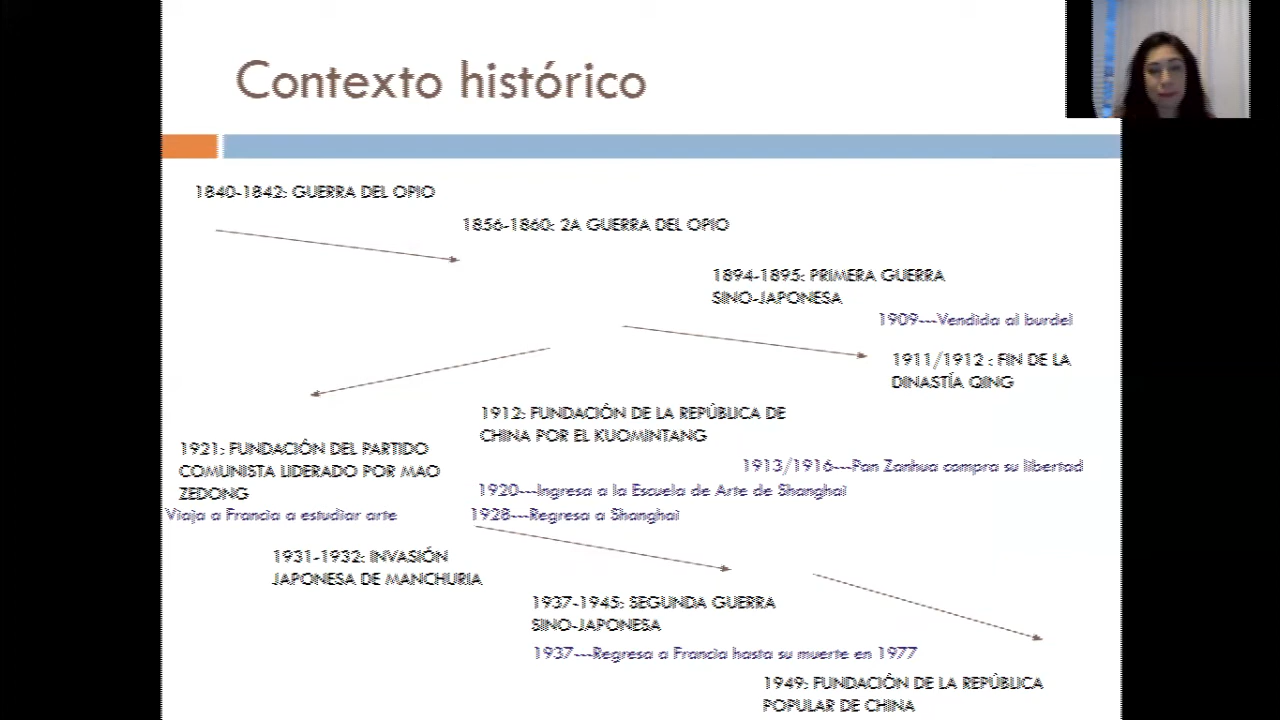 Contexto histórico
1840-1842: GUERRA DEL OPIO
1856-1860: 2A GUERRA DEL OPIO
1894-1895: PRIMERA GUERRA
SINO-JAPONESA
1909---Vendida al burdel
1911/1912 : FIN DE LA
DINASTÍA QING
1912: FUNDACIÓN DE LA REPÚBLICA DE
CHINA POR EL KUOMINTANG
1921: FUNDACIÓN DEL PARTIDO
COMUNISTA LIDERADO POR MAO
ZEDONG
1913/1916---Pan Zanhua compra su libertad
1920---Ingresa a la Escuela de Arte de Shanghai
Viaja a Francia a estudiar arte
1928---Regresa a Shanghai
1931-1932: INVASIÓN
JAPONESA DE MANCHURIA
1937-1945: SEGUNDA GUERRA
SINO-JAPONESA
1937---Regresa a Francia hasta su muerte en 1977
1949: FUNDACIÓN DE LA REPÚBLICA
POPULAR DE CHINA